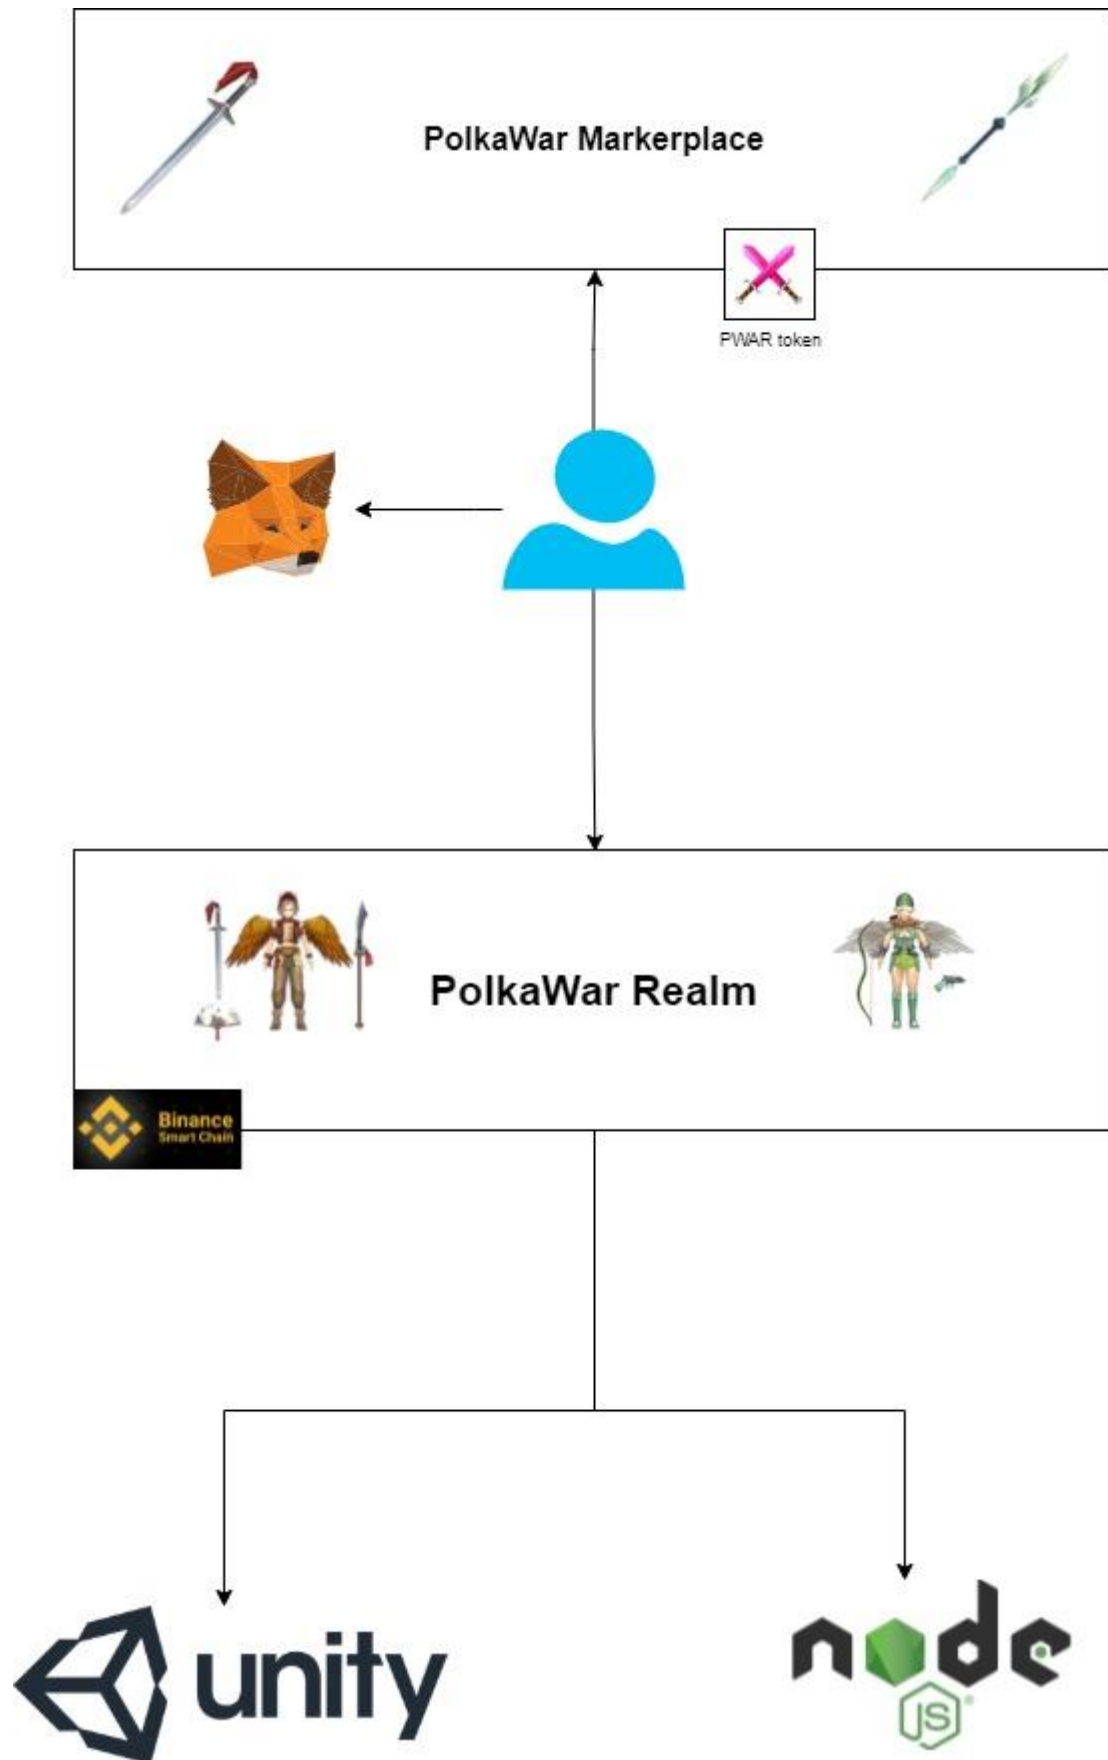 PolkaWar Markerplace
PWAR token
PolkaWar Realm
Binance
Smart Chain
unity
node
JS